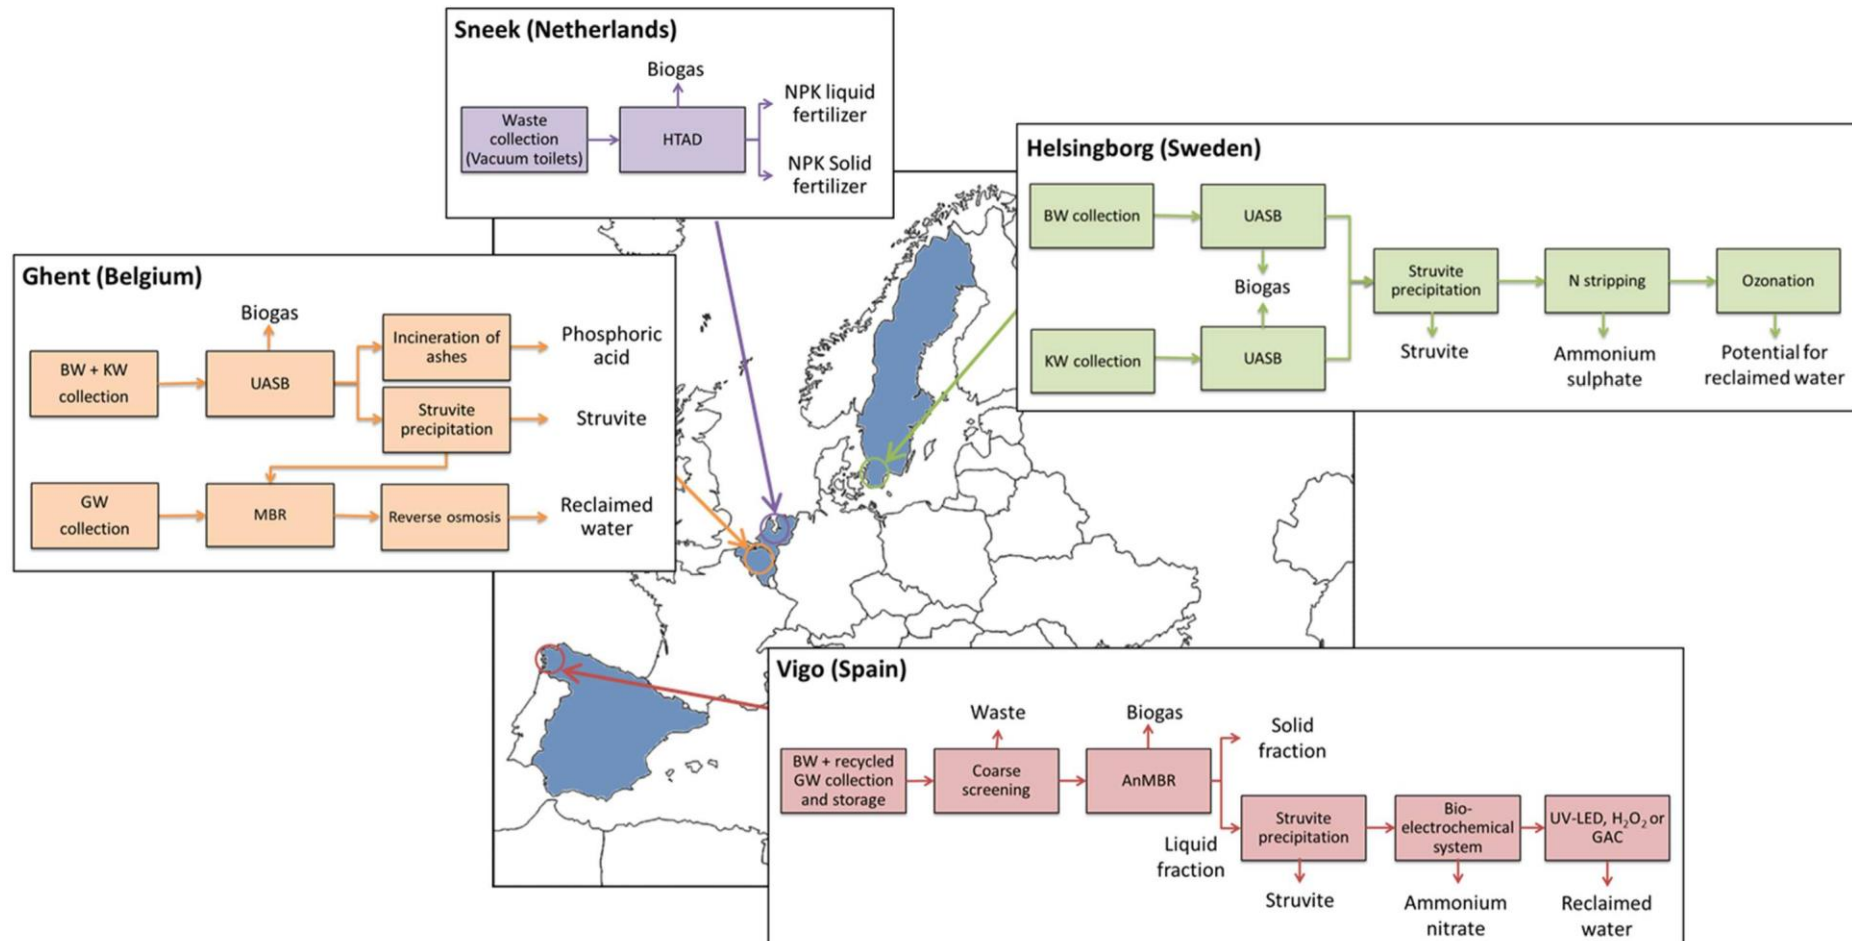 Sneek (Netherlands)
Biogas
Waste
collection
(Vacuum toilets)
HTAD
NPK liquid
fertilizer
NPK Solid
fertilizer
Helsingborg (Sweden)
BW collection
UASB
Biogas
KW collection
UASB
Struvite
precipitation
N stripping
Ozonation
Struvite
Ammonium
sulphate
Potential for
reclaimed water
Ghent (Belgium)
Biogas
BW + KW
collection
UASB
Incineration of
ashes
Phosphoric
acid
Struvite
precipitation
Struvite
GW
collection
MBR
Reverse osmosis
Reclaimed
water
Vigo (Spain)
Waste
Biogas
Solid
fraction
BW + recycled
GW collection
and storage
Coarse
screening
AnMBR
Liquid
fraction
Struvite
precipitation
Bio-
electrochemical
system
UV-LED, H₂O₂ or
GAC
Struvite
Ammonium
nitrate
Reclaimed
water